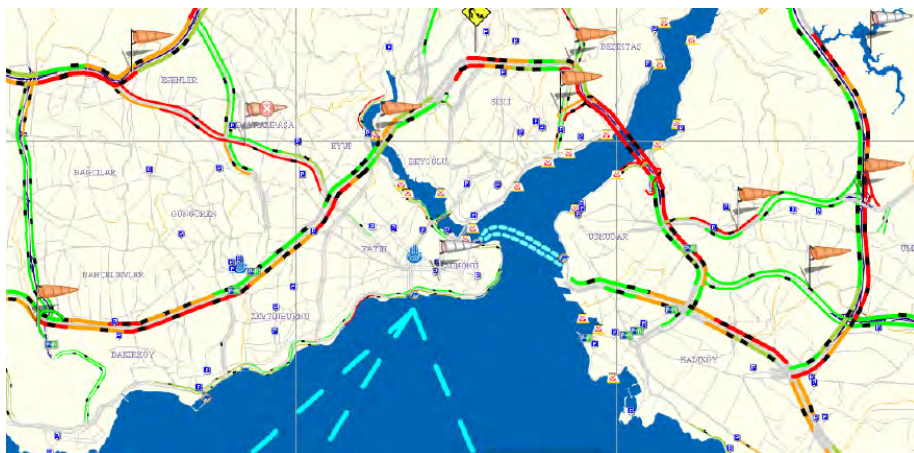 BEŞİKTAŞ
ESENLER
ŞİŞLİ
BAYRAMPAŞA
EYÜP
BEYOĞLU
BAĞCILAR
GÜNGÖREN
ÜSKÜDAR
FATİH
EMİNÖNÜ
ÜM
BAHÇELİEVLER
ZEYTİNBURNU
BAKIRKÖY
KADIKÖY